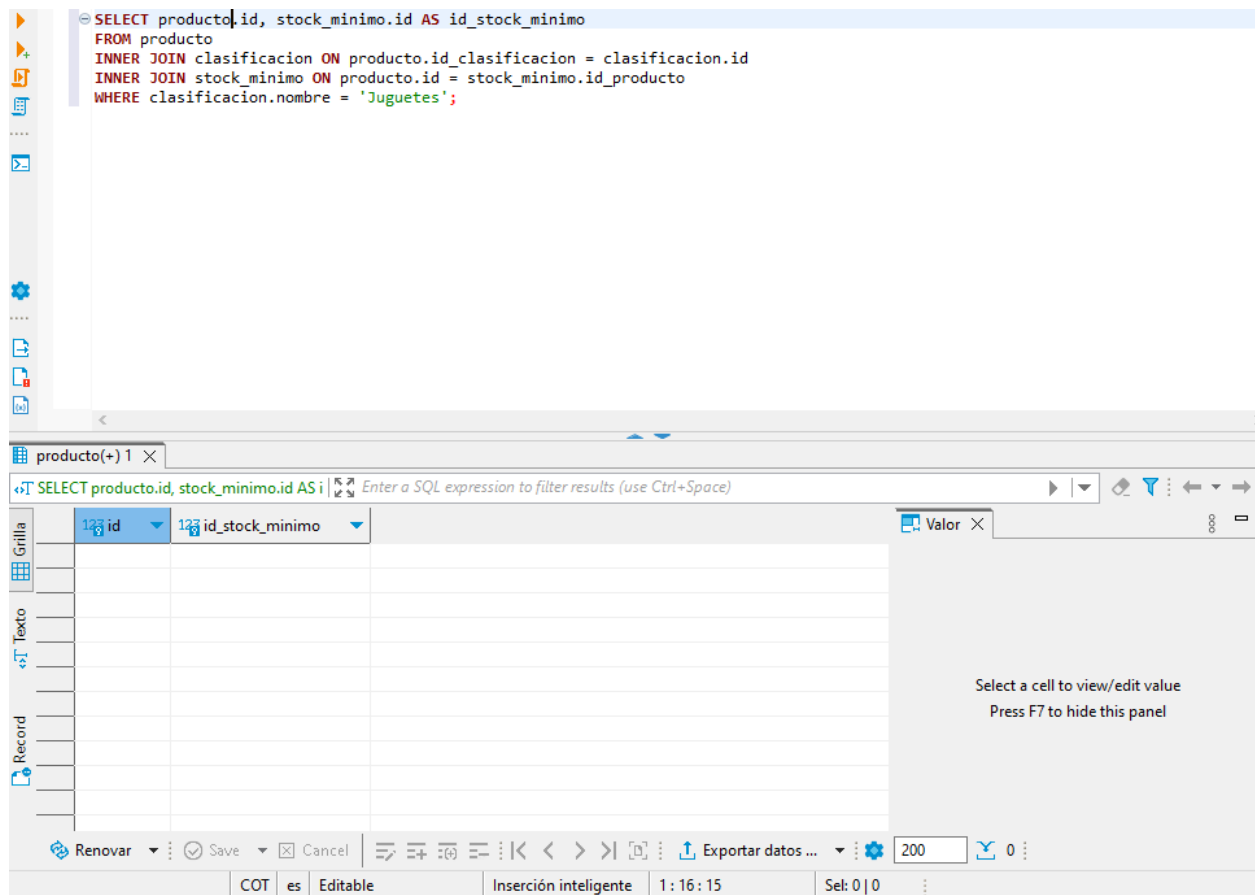 SELECT producto.id, stock_minimo.id AS id_stock_minimo
FROM producto
INNER JOIN clasificacion ON producto.id_clasificacion = clasificacion.id
INNER JOIN stock_minimo ON producto.id = stock_minimo.id_producto
WHERE clasificacion.nombre = 'Juguetes';
producto(+) 1
SELECT producto.id, stock_minimo.id AS i Enter a SQL expression to filter results (use Ctrl+Space)
Grilla
Texto
Record
123 id 123 id_stock_minimo
Valor
Select a cell to view/edit value
Press F7 to hide this panel
Renovar Save Cancel Exportar datos ... 200 0
COT es Editable Inserción inteligente 1 : 16 : 15 Sel: 0 | 0